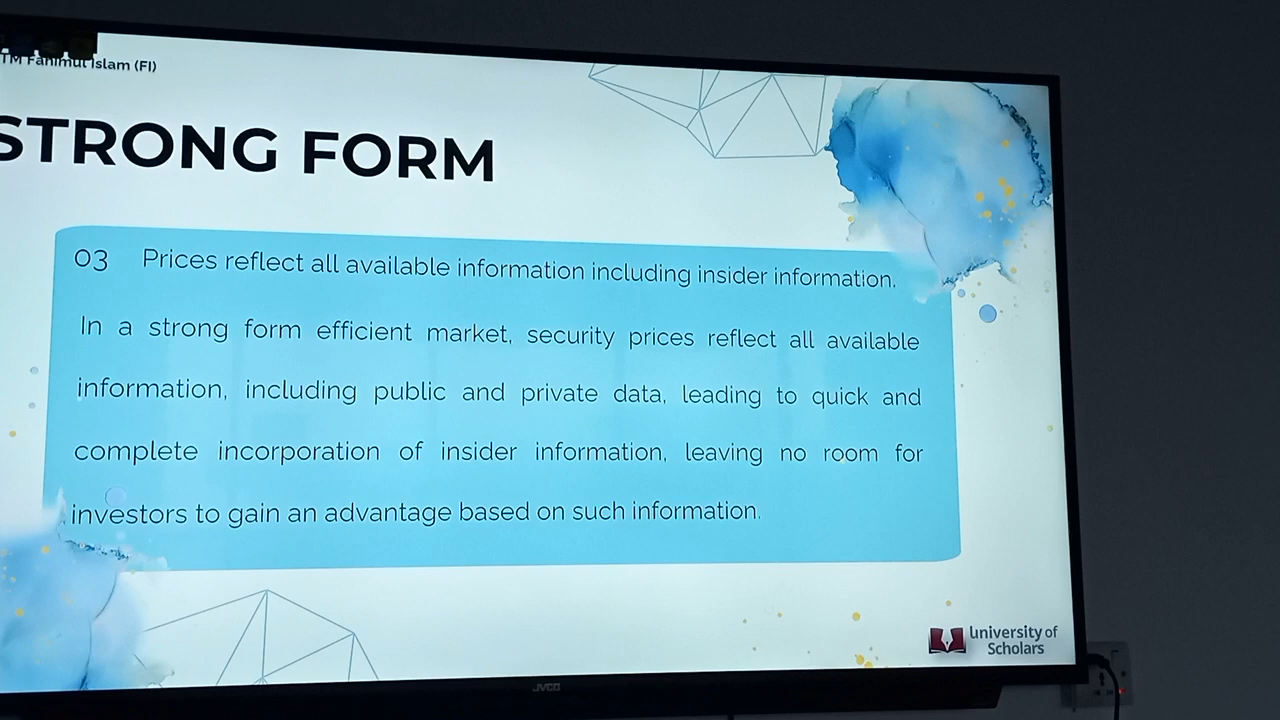 TM Fahimul Islam (FI)
STRONG FORM
03 Prices reflect all available information including insider information.
In a strong form efficient market, security prices reflect all available
information, including public and private data, leading to quick and
complete incorporation of insider information, leaving no room for
investors to gain an advantage based on such information.
University of
Scholars
JVCO